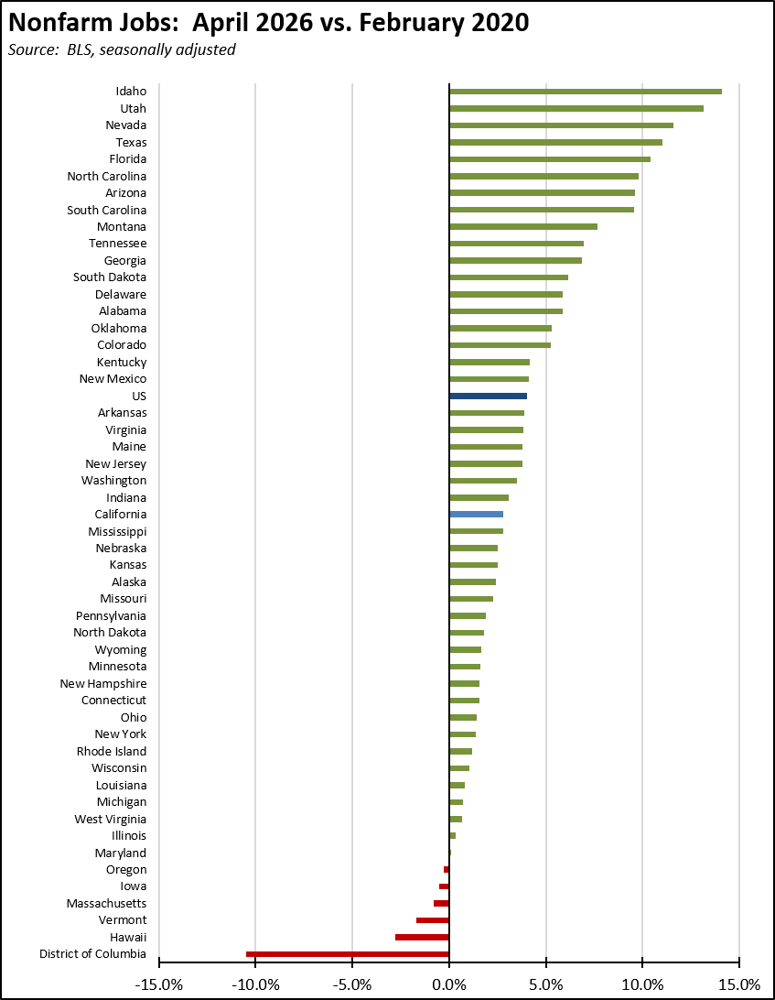 Nonfarm Jobs:  April 2026 vs. February 2020
Source:  BLS, seasonally adjusted
Idaho
Utah
Nevada
Texas
Florida
North Carolina
Arizona
South Carolina
Montana
Tennessee
Georgia
South Dakota
Delaware
Alabama
Oklahoma
Colorado
Kentucky
New Mexico
US
Arkansas
Virginia
Maine
New Jersey
Washington
Indiana
California
Mississippi
Nebraska
Kansas
Alaska
Missouri
Pennsylvania
North Dakota
Wyoming
Minnesota
New Hampshire
Connecticut
Ohio
New York
Rhode Island
Wisconsin
Louisiana
Michigan
West Virginia
Illinois
Maryland
Oregon
Iowa
Massachusetts
Vermont
Hawaii
District of Columbia
-15.0% -10.0% -5.0% 0.0% 5.0% 10.0% 15.0%